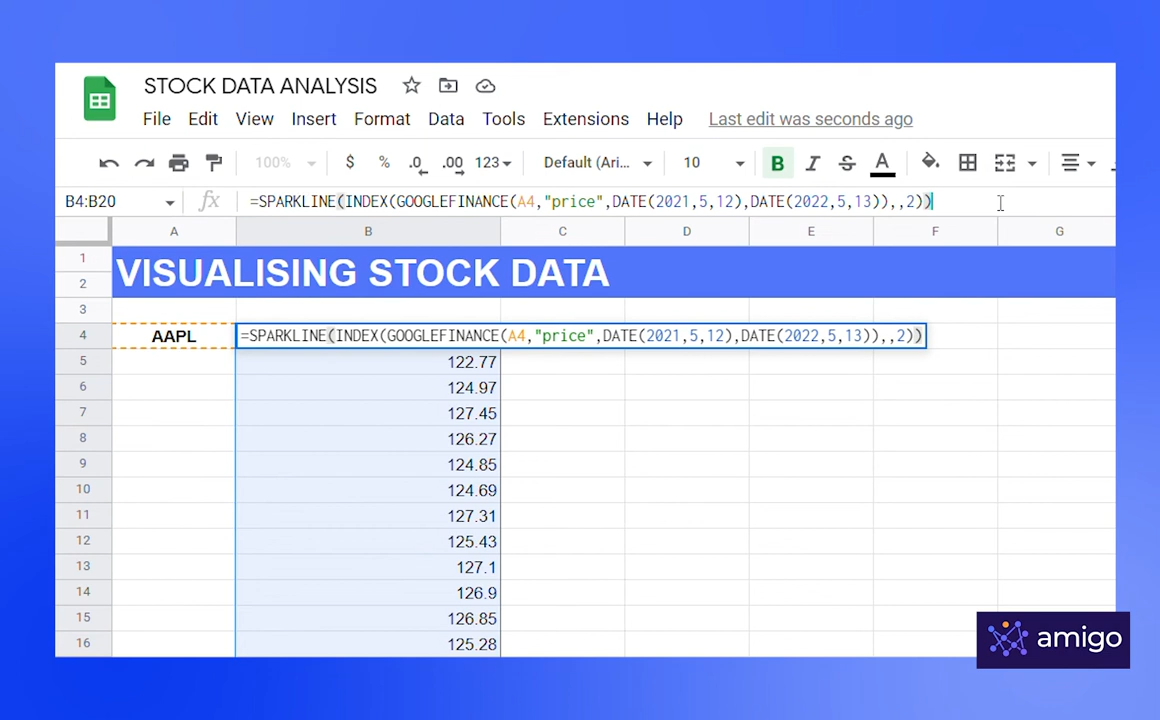 STOCK DATA ANALYSIS
File Edit View Insert Format Data Tools Extensions Help Last edit was seconds ago
100% $ % .0 .00 123 Default (Ari... 10 B I S A
B4:B20 fx =SPARKLINE(INDEX(GOOGLEFINANCE(A4,"price",DATE(2021,5,12),DATE(2022,5,13)),,2))
A B C D E F G
1
VISUALISING STOCK DATA
2
3
4 AAPL =SPARKLINE(INDEX(GOOGLEFINANCE(A4,"price",DATE(2021,5,12),DATE(2022,5,13)),,2))
5 122.77
6 124.97
7 127.45
8 126.27
9 124.85
10 124.69
11 127.31
12 125.43
13 127.1
14 126.9
15 126.85
16 125.28
amigo